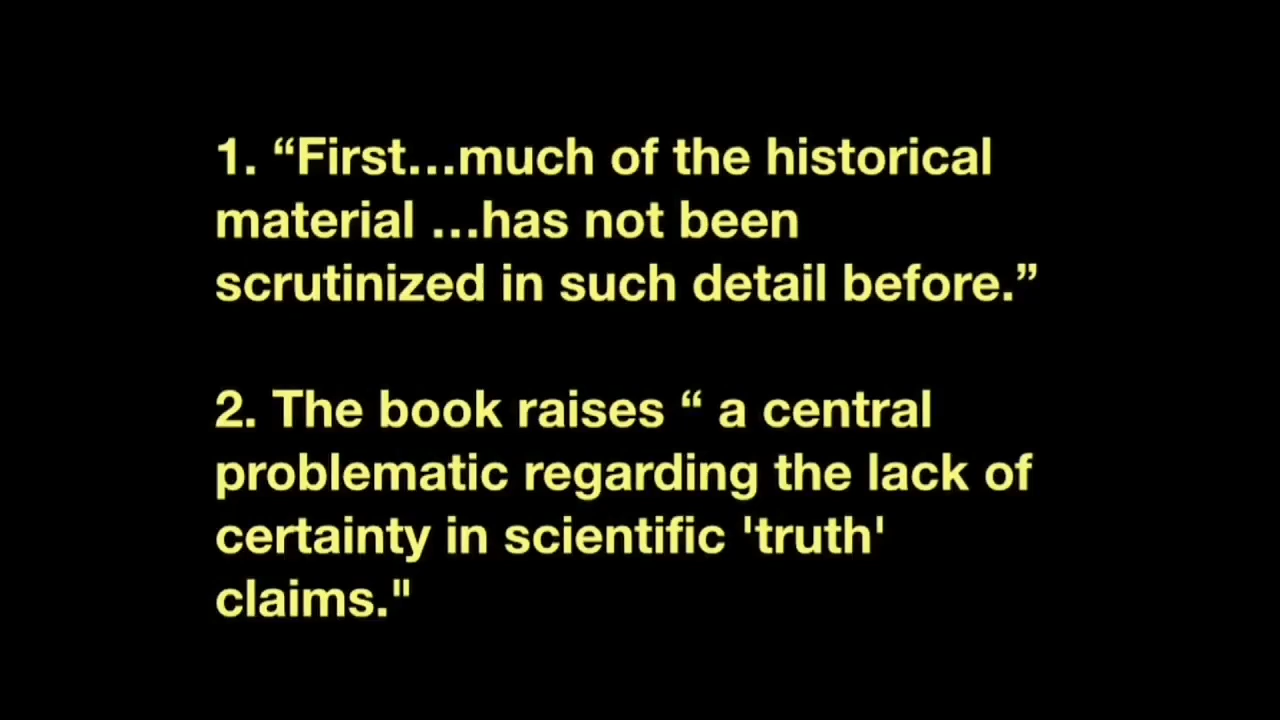 1. “First...much of the historical
material ...has not been
scrutinized in such detail before.”
2. The book raises “ a central
problematic regarding the lack of
certainty in scientific 'truth'
claims."